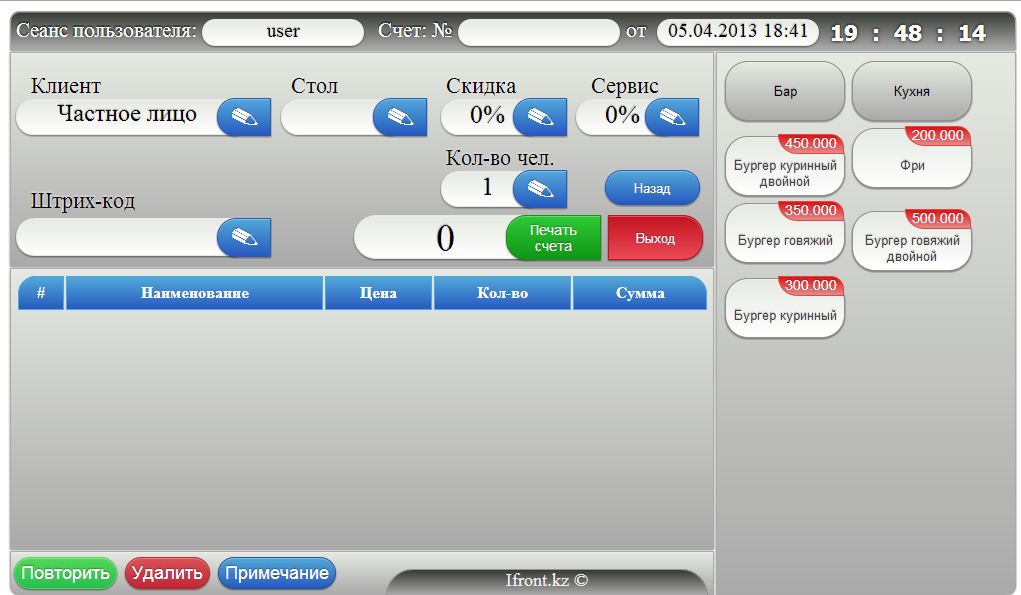 Сеанс пользователя: user Счет: № от 05.04.2013 18:41 19 : 48 : 14
Клиент Стол Скидка Сервис
Частное лицо 0% 0%
Кол-во чел.
1 Назад
Штрих-код
0 Печать
счета Выход
# Наименование Цена Кол-во Сумма
Повторить Удалить Примечание
Ifront.kz ©
Бар Кухня
450.000
Бургер куринный
двойной
200.000
Фри
350.000
Бургер говяжий
500.000
Бургер говяжий
двойной
300.000
Бургер куринный